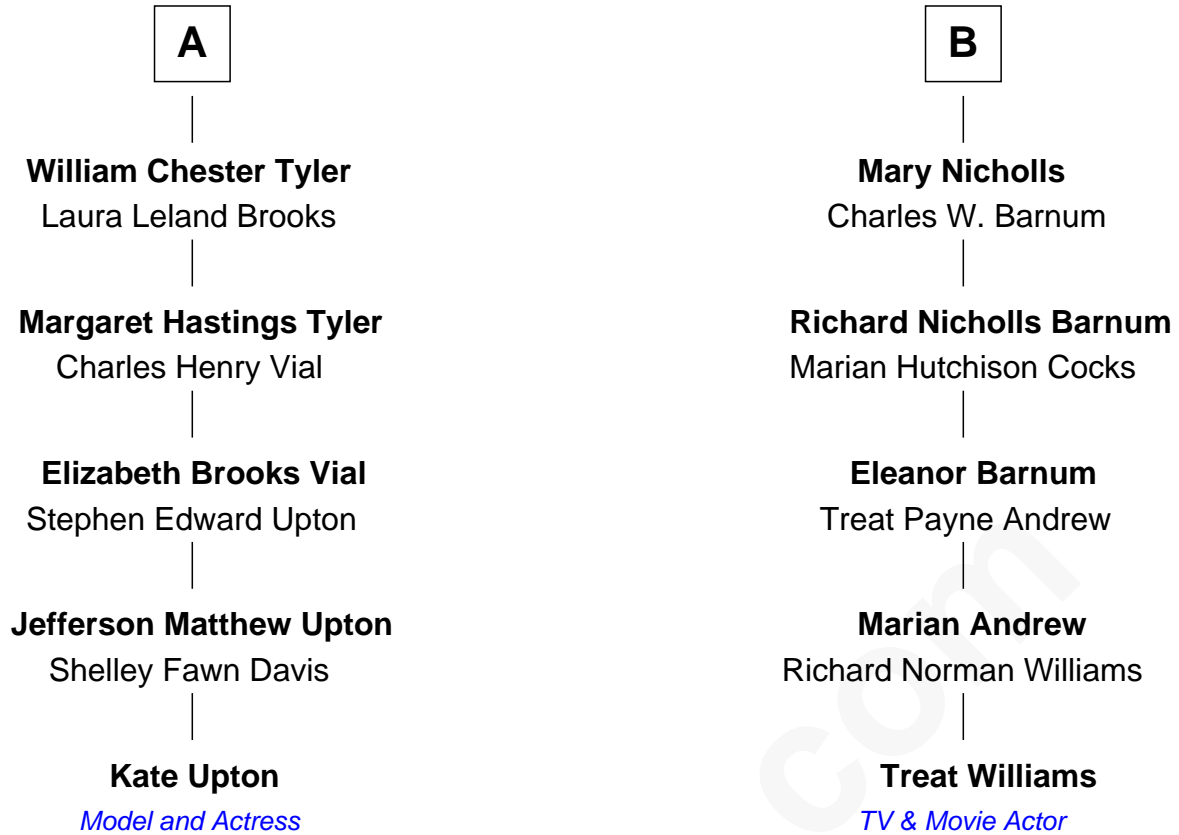 A
William Chester Tyler
Laura Leland Brooks
Margaret Hastings Tyler
Charles Henry Vial
Elizabeth Brooks Vial
Stephen Edward Upton
Jefferson Matthew Upton
Shelley Fawn Davis
Kate Upton
Model and Actress
B
Mary Nicholls
Charles W. Barnum
Richard Nicholls Barnum
Marian Hutchison Cocks
Eleanor Barnum
Treat Payne Andrew
Marian Andrew
Richard Norman Williams
Treat Williams
TV & Movie Actor
com